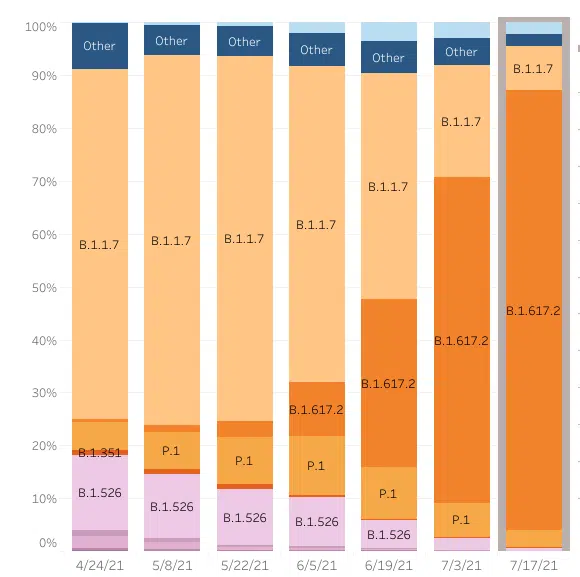 100%
90%
80%
70%
60%
50%
40%
30%
20%
10%
0%
Other
B.1.1.7
B.1.351
B.1.526
4/24/21
Other
B.1.1.7
P.1
B.1.526
5/8/21
Other
B.1.1.7
P.1
B.1.526
5/22/21
Other
B.1.1.7
B.1.617.2
P.1
B.1.526
6/5/21
Other
B.1.1.7
B.1.617.2
P.1
B.1.526
6/19/21
Other
B.1.1.7
B.1.617.2
P.1
7/3/21
B.1.1.7
B.1.617.2
7/17/21